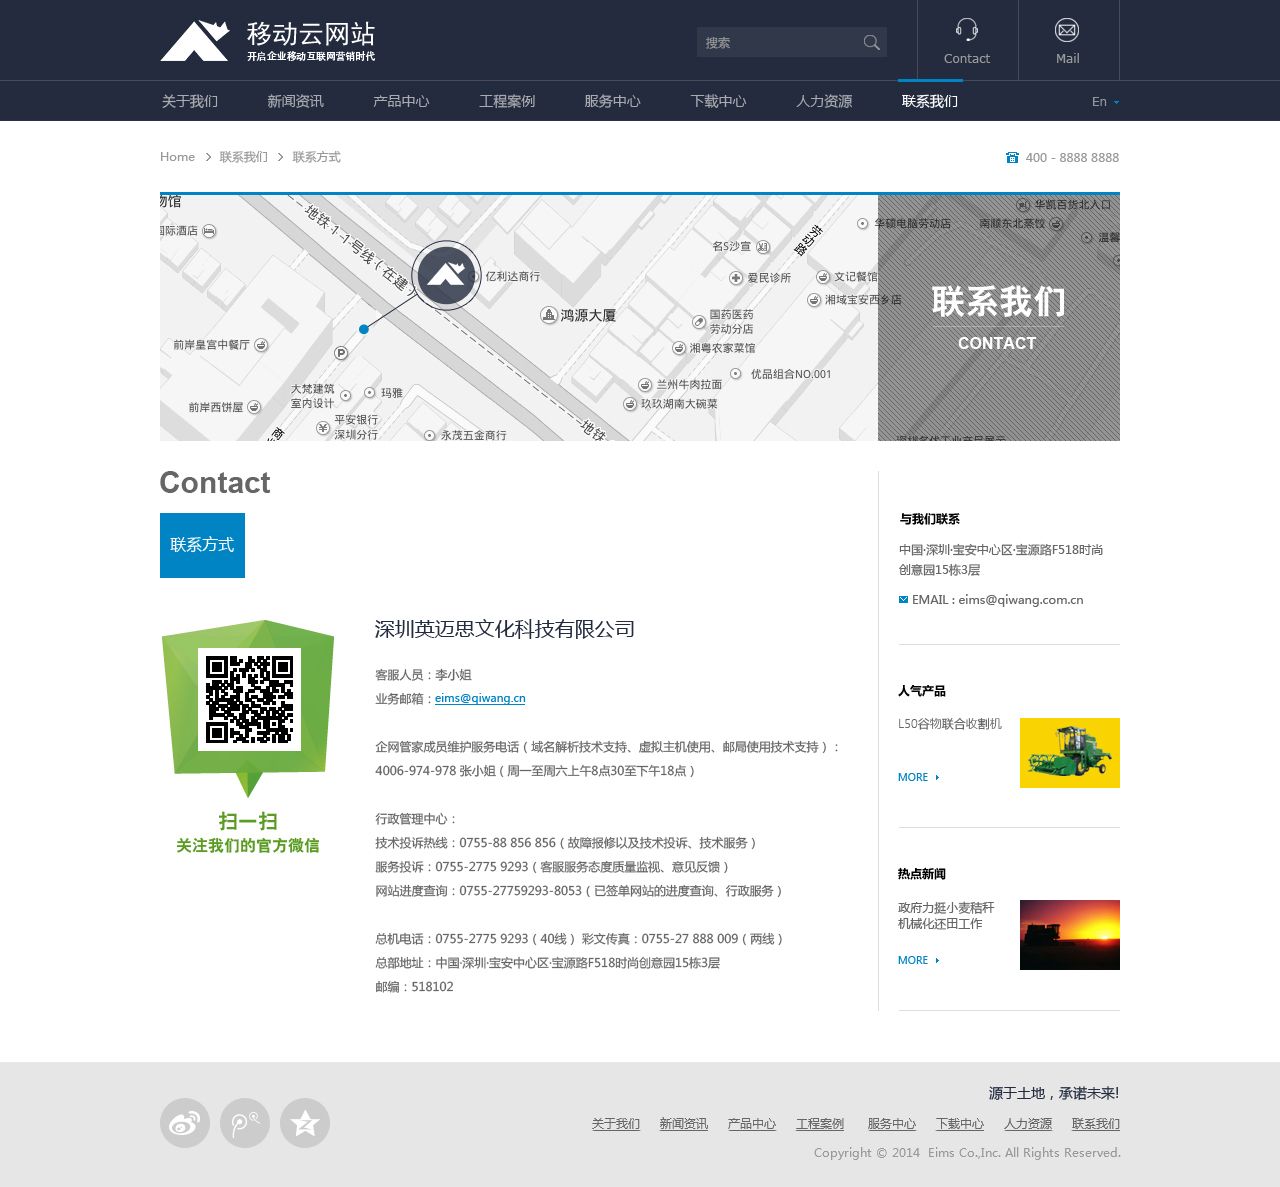 移动云网站
开启企业移动互联网营销时代
搜索
Contact
Mail
关于我们
新闻资讯
产品中心
工程案例
服务中心
下载中心
人力资源
联系我们
En
Home > 联系我们 > 联系方式
400 - 8888 8888
物馆
国际酒店
地铁11号线(在建)
亿利达商行
鸿源大厦
前岸皇宫中餐厅
P
大梵建筑
室内设计
玛雅
前岸西饼屋
平安银行
深圳分行
永茂五金商行
商
地铁
名S沙宣
劳动路
爱民诊所
文记餐馆
湘域宝安西乡店
国药医药
劳动分店
湘粤农家菜馆
优品组合NO.001
兰州牛肉拉面
玖玖湖南大碗菜
华硕电脑劳动店
华凯百货北入口
南顺东北蒸饺
温馨
联系我们
CONTACT
Contact
联系方式
扫一扫
关注我们的官方微信
深圳英迈思文化科技有限公司
客服人员：李小姐
业务邮箱：eims@qiwang.cn
企网管家成员维护服务电话（域名解析技术支持、虚拟主机使用、邮局使用技术支持）：
4006-974-978 张小姐（周一至周六上午8点30至下午18点）
行政管理中心：
技术投诉热线：0755-88 856 856（故障报修以及技术投诉、技术服务）
服务投诉：0755-2775 9293（客服服务态度质量监视、意见反馈）
网站进度查询：0755-27759293-8053（已签单网站的进度查询、行政服务）
总机电话：0755-2775 9293（40线） 彩文传真：0755-27 888 009（两线）
总部地址：中国·深圳·宝安中心区·宝源路F518时尚创意园15栋3层
邮编：518102
与我们联系
中国·深圳·宝安中心区·宝源路F518时尚
创意园15栋3层
EMAIL : eims@qiwang.com.cn
人气产品
L50谷物联合收割机
MORE
热点新闻
政府力挺小麦秸秆
机械化还田工作
MORE
源于土地，承诺未来!
关于我们 新闻资讯 产品中心 工程案例 服务中心 下载中心 人力资源 联系我们
Copyright © 2014 Eims Co.,Inc. All Rights Reserved.